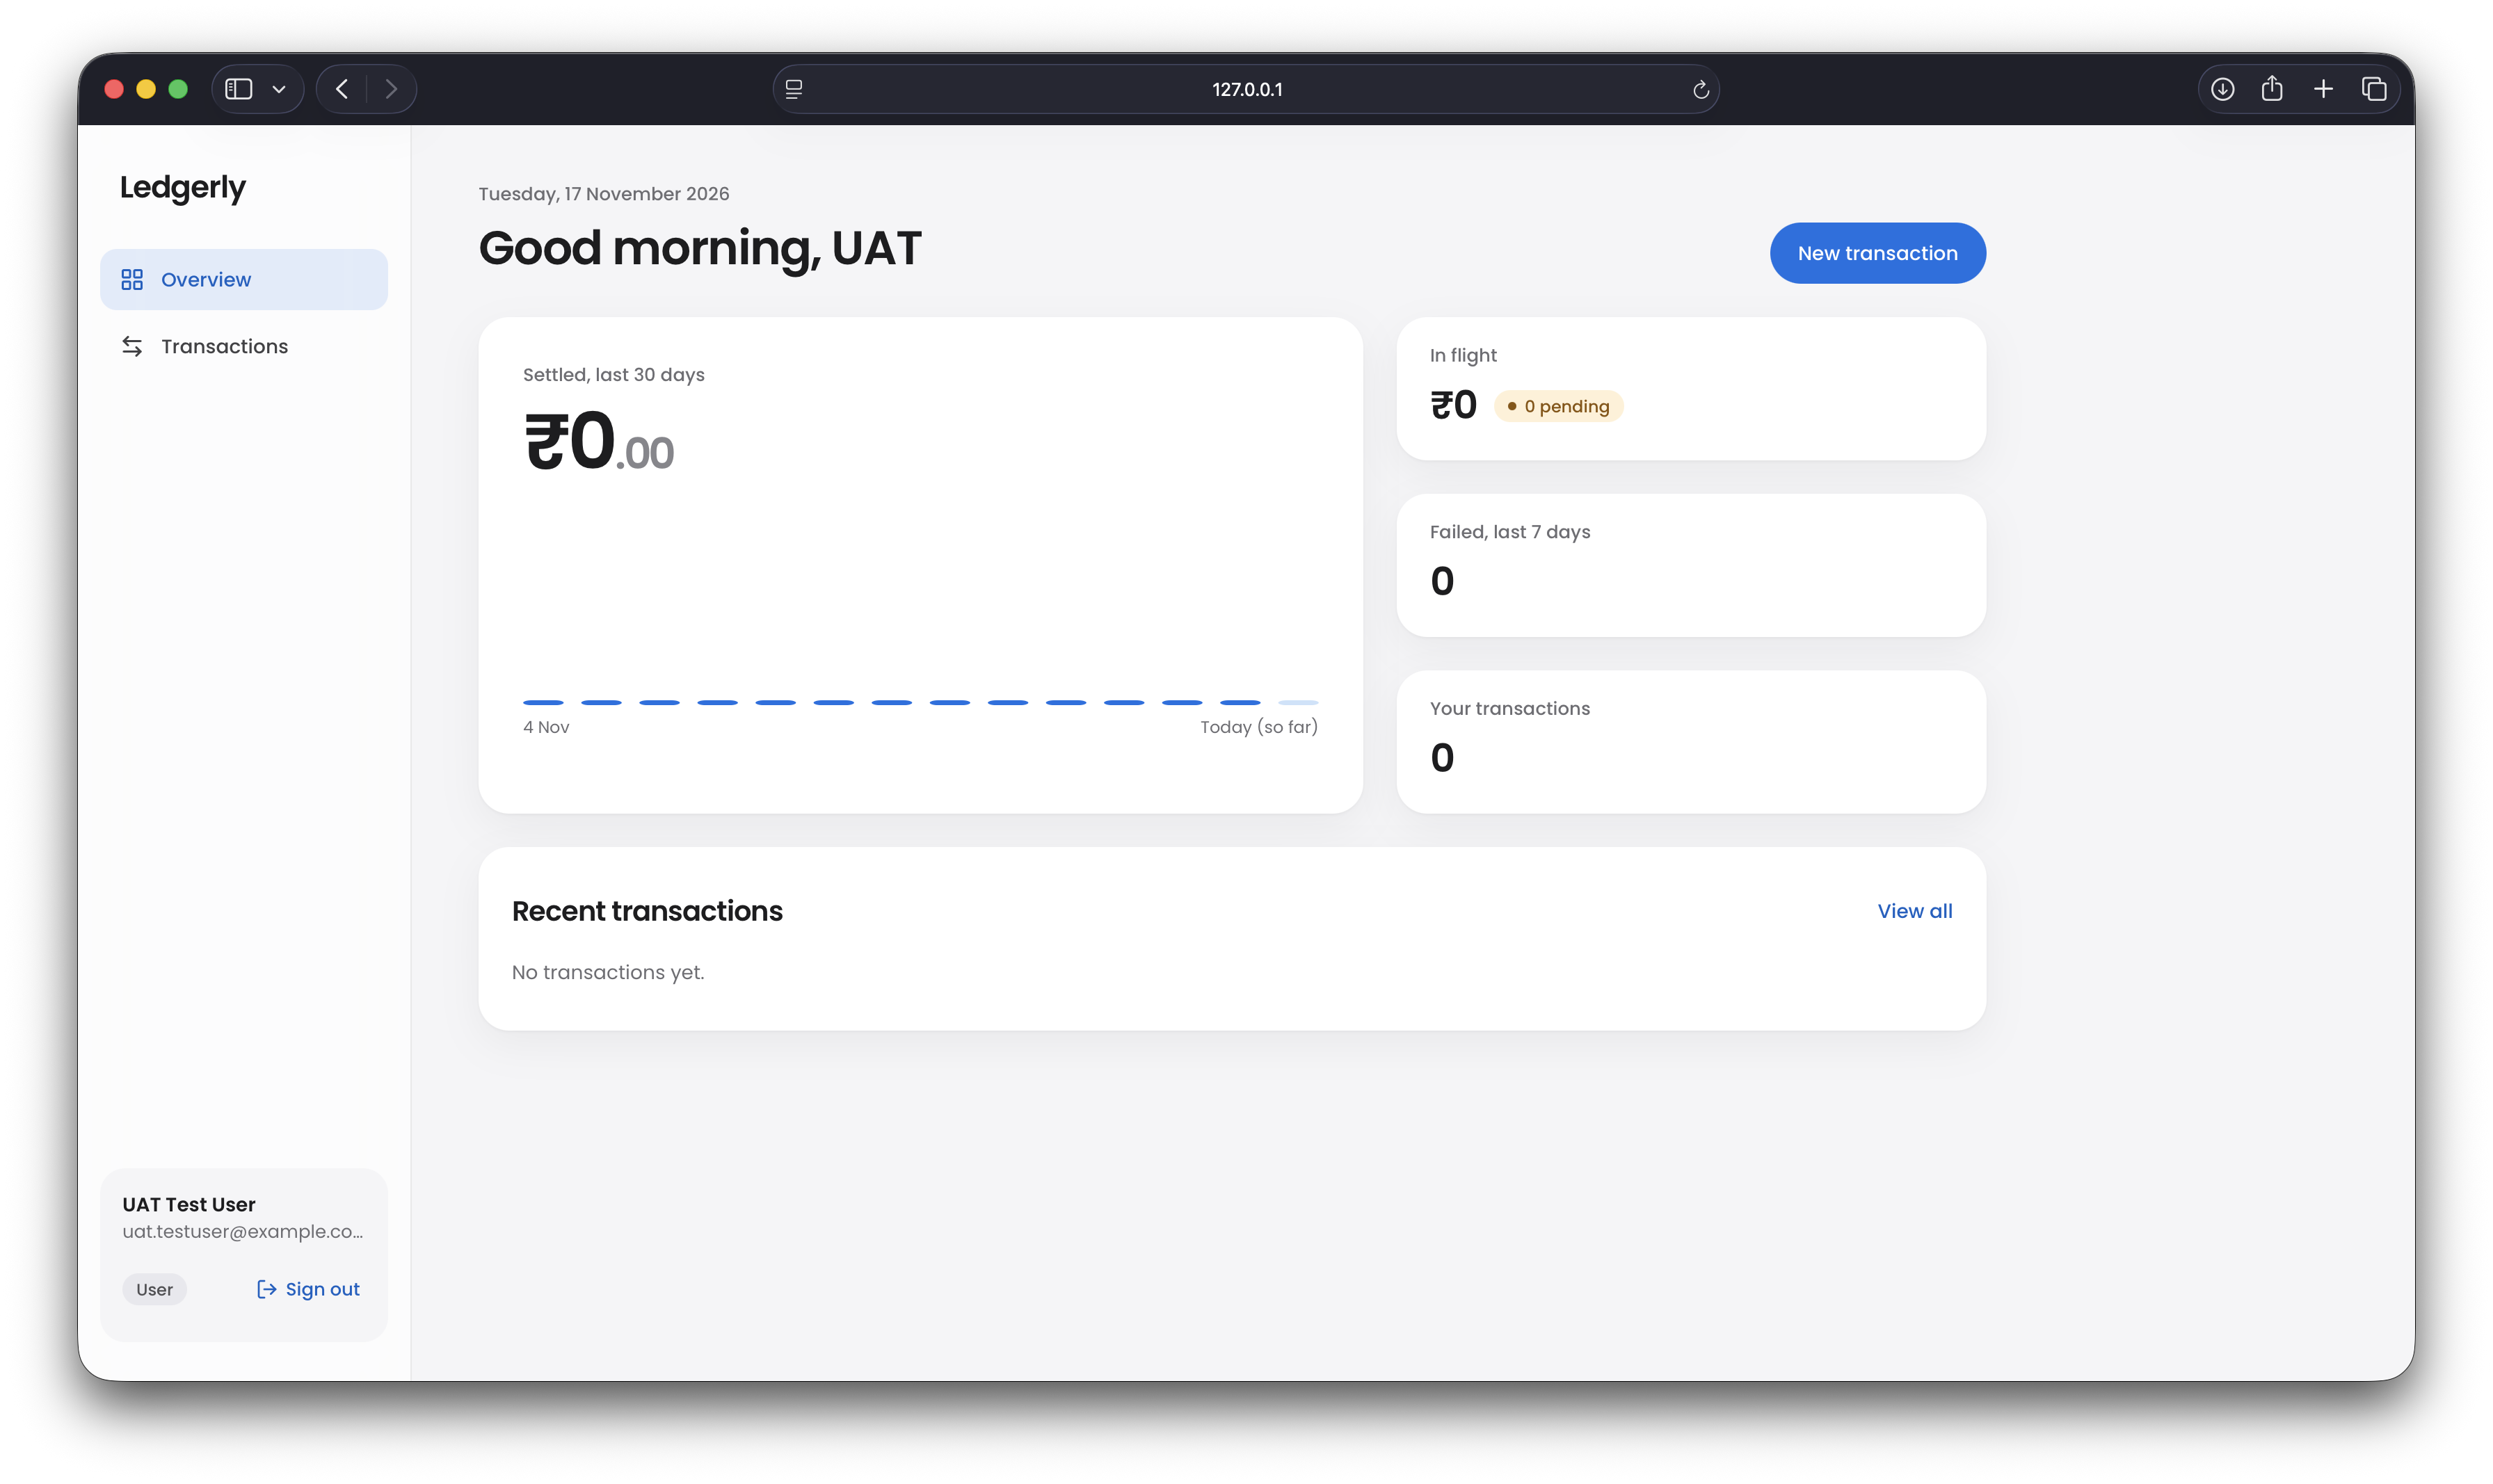 127.0.0.1
Ledgerly
Overview
Transactions
Tuesday, 17 November 2026
Good morning, UAT
New transaction
Settled, last 30 days
₹0.00
4 Nov
Today (so far)
In flight
₹0
0 pending
Failed, last 7 days
0
Your transactions
0
Recent transactions
View all
No transactions yet.
UAT Test User
uat.testuser@example.co...
User
Sign out